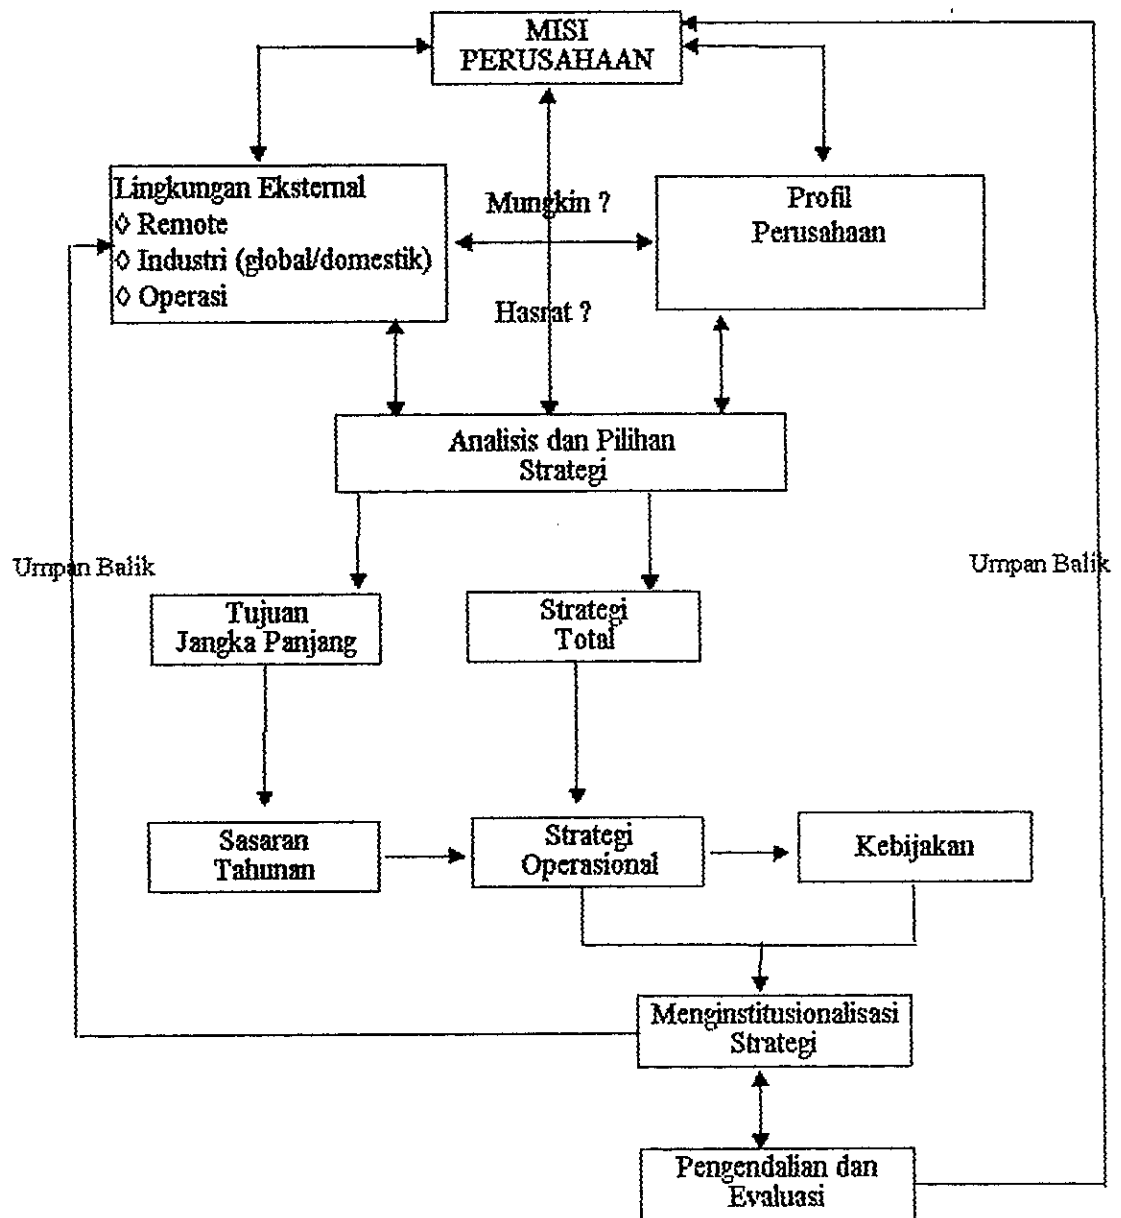 MISI
PERUSAHAAN
Lingkungan Eksternal
◊ Remote
◊ Industri (global/domestik)
◊ Operasi
Mungkin ?
Hasrat ?
Profil
Perusahaan
Analisis dan Pilihan
Strategi
Umpan Balik
Umpan Balik
Tujuan
Jangka Panjang
Strategi
Total
Sasaran
Tahunan
Strategi
Operasional
Kebijakan
Menginstitusionalisasi
Strategi
Pengendalian dan
Evaluasi